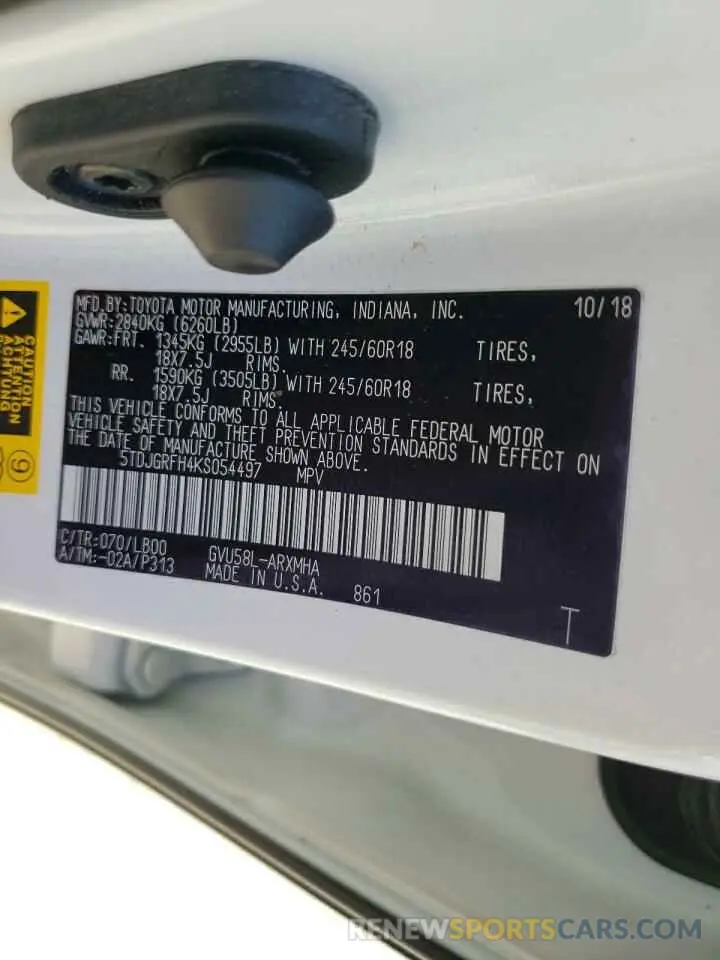 MFD.BY:TOYOTA MOTOR MANUFACTURING, INDIANA, INC. 10/18
GVWR:2840KG (6260LB)
GAWR:FRT. 1345KG (2955LB) WITH 245/60R18 TIRES,
18X7.5J RIMS.
RR. 1590KG (3505LB) WITH 245/60R18 TIRES,
18X7.5J RIMS.
THIS VEHICLE CONFORMS TO ALL APPLICABLE FEDERAL MOTOR
VEHICLE SAFETY AND THEFT PREVENTION STANDARDS IN EFFECT ON
THE DATE OF MANUFACTURE SHOWN ABOVE.
5TDJGRFH4KS054497 MPV
C/TR:070/LB00 GVU58L-ARXMHA
A/TM:-02A/P313 MADE IN U.S.A. 861
T
CAUTION
ATTENTION
ACHTUNG
9
RENEWSPORTSCARS.COM